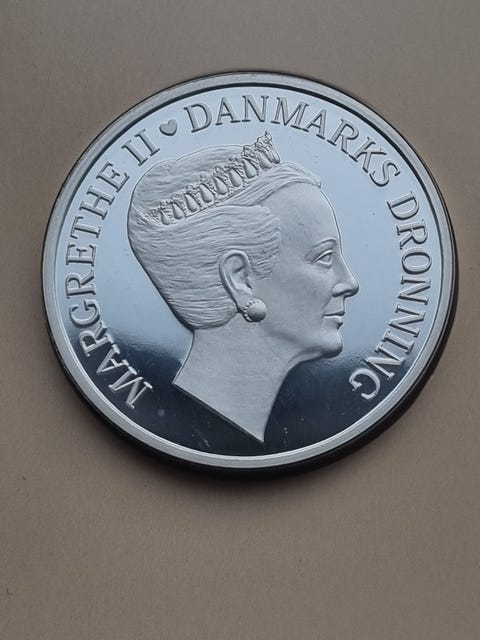 MARGRETHE II ♥ DANMARKS DRONNING